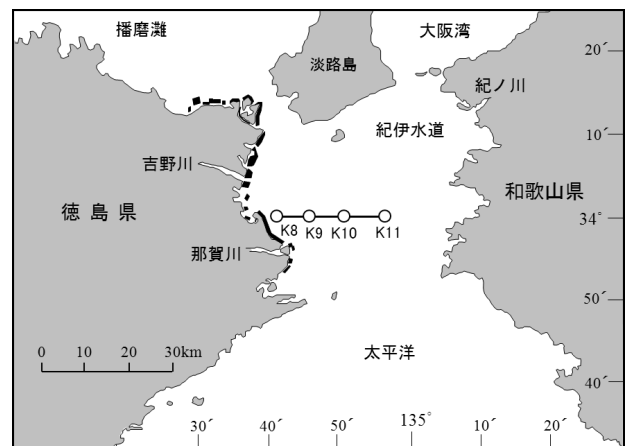 播磨灘
大阪湾
20´
淡路島
紀ノ川
紀伊水道
10´
吉野川
徳島県
和歌山県
34°
K8
K9
K10
K11
那賀川
50´
0 10 20 30km
太平洋
40´
30´
40´
50´
135°
10´
20´